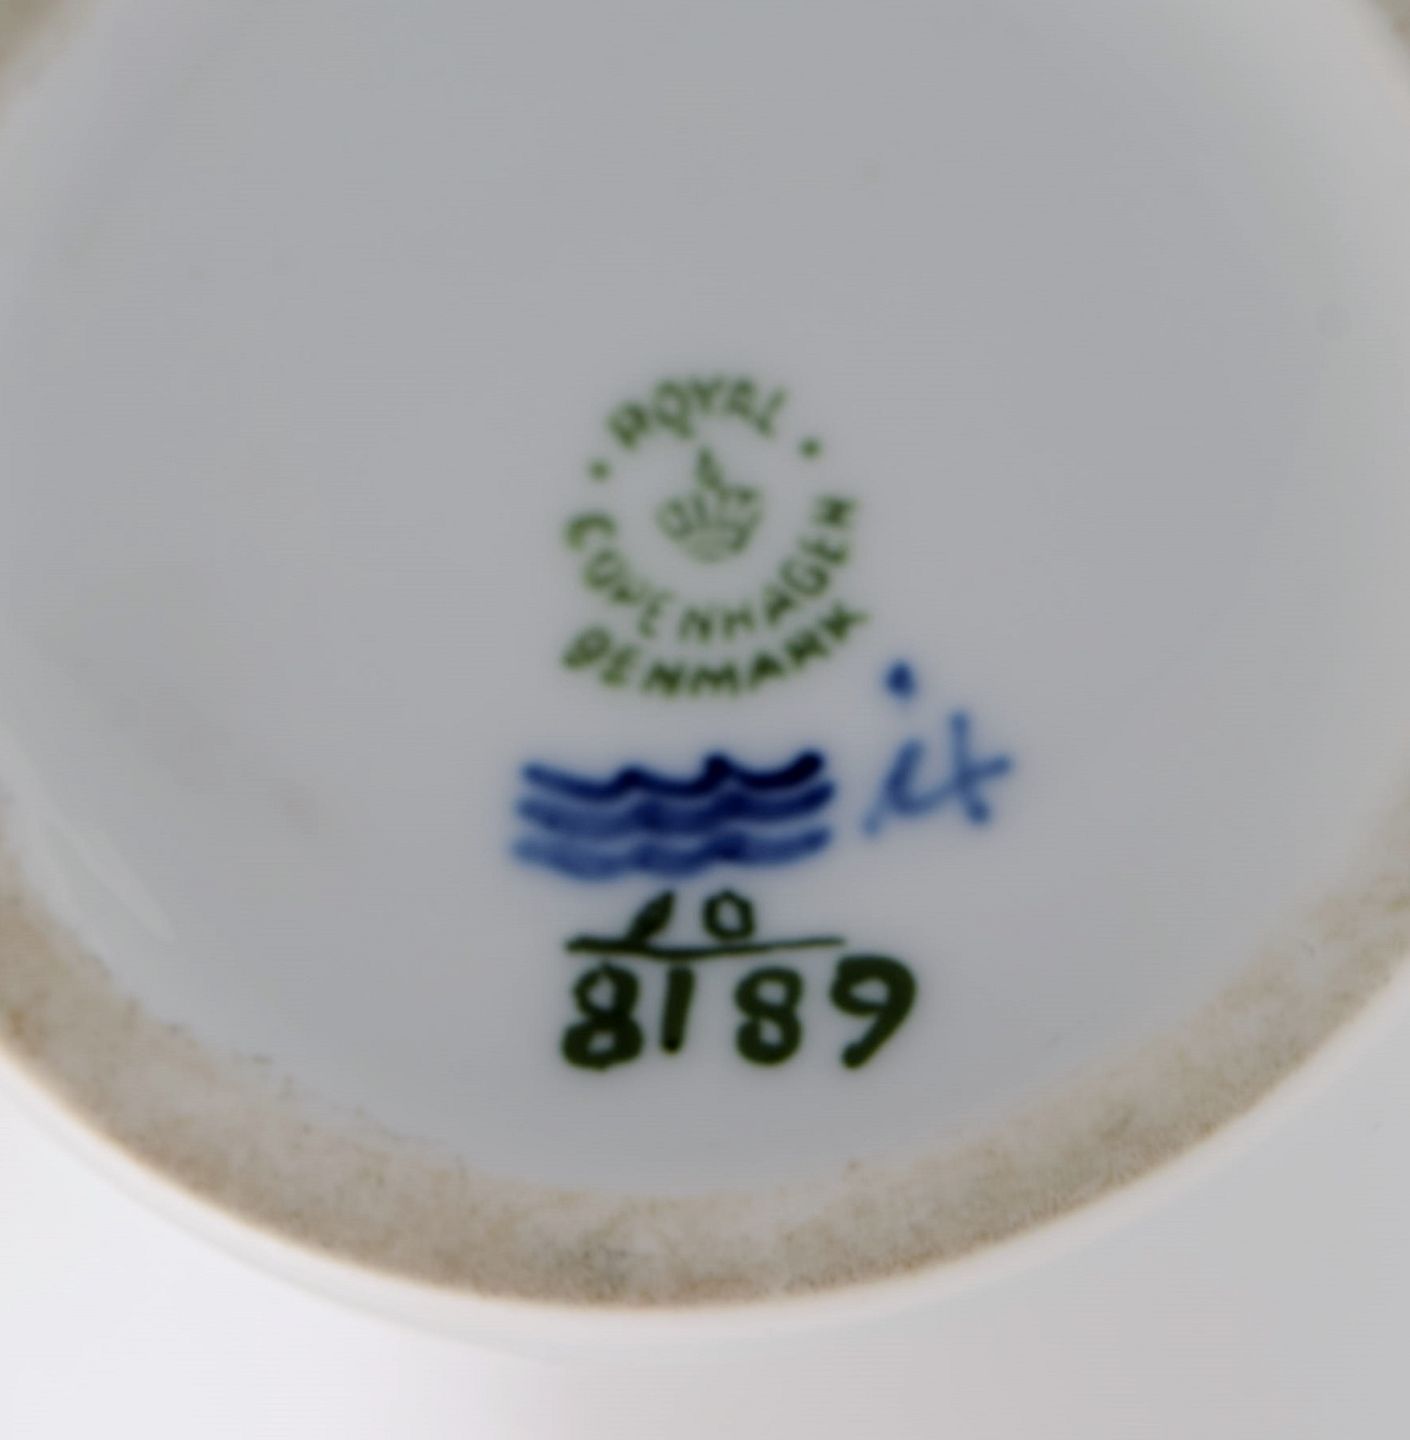 ROYAL
COPENHAGEN
DENMARK
8189